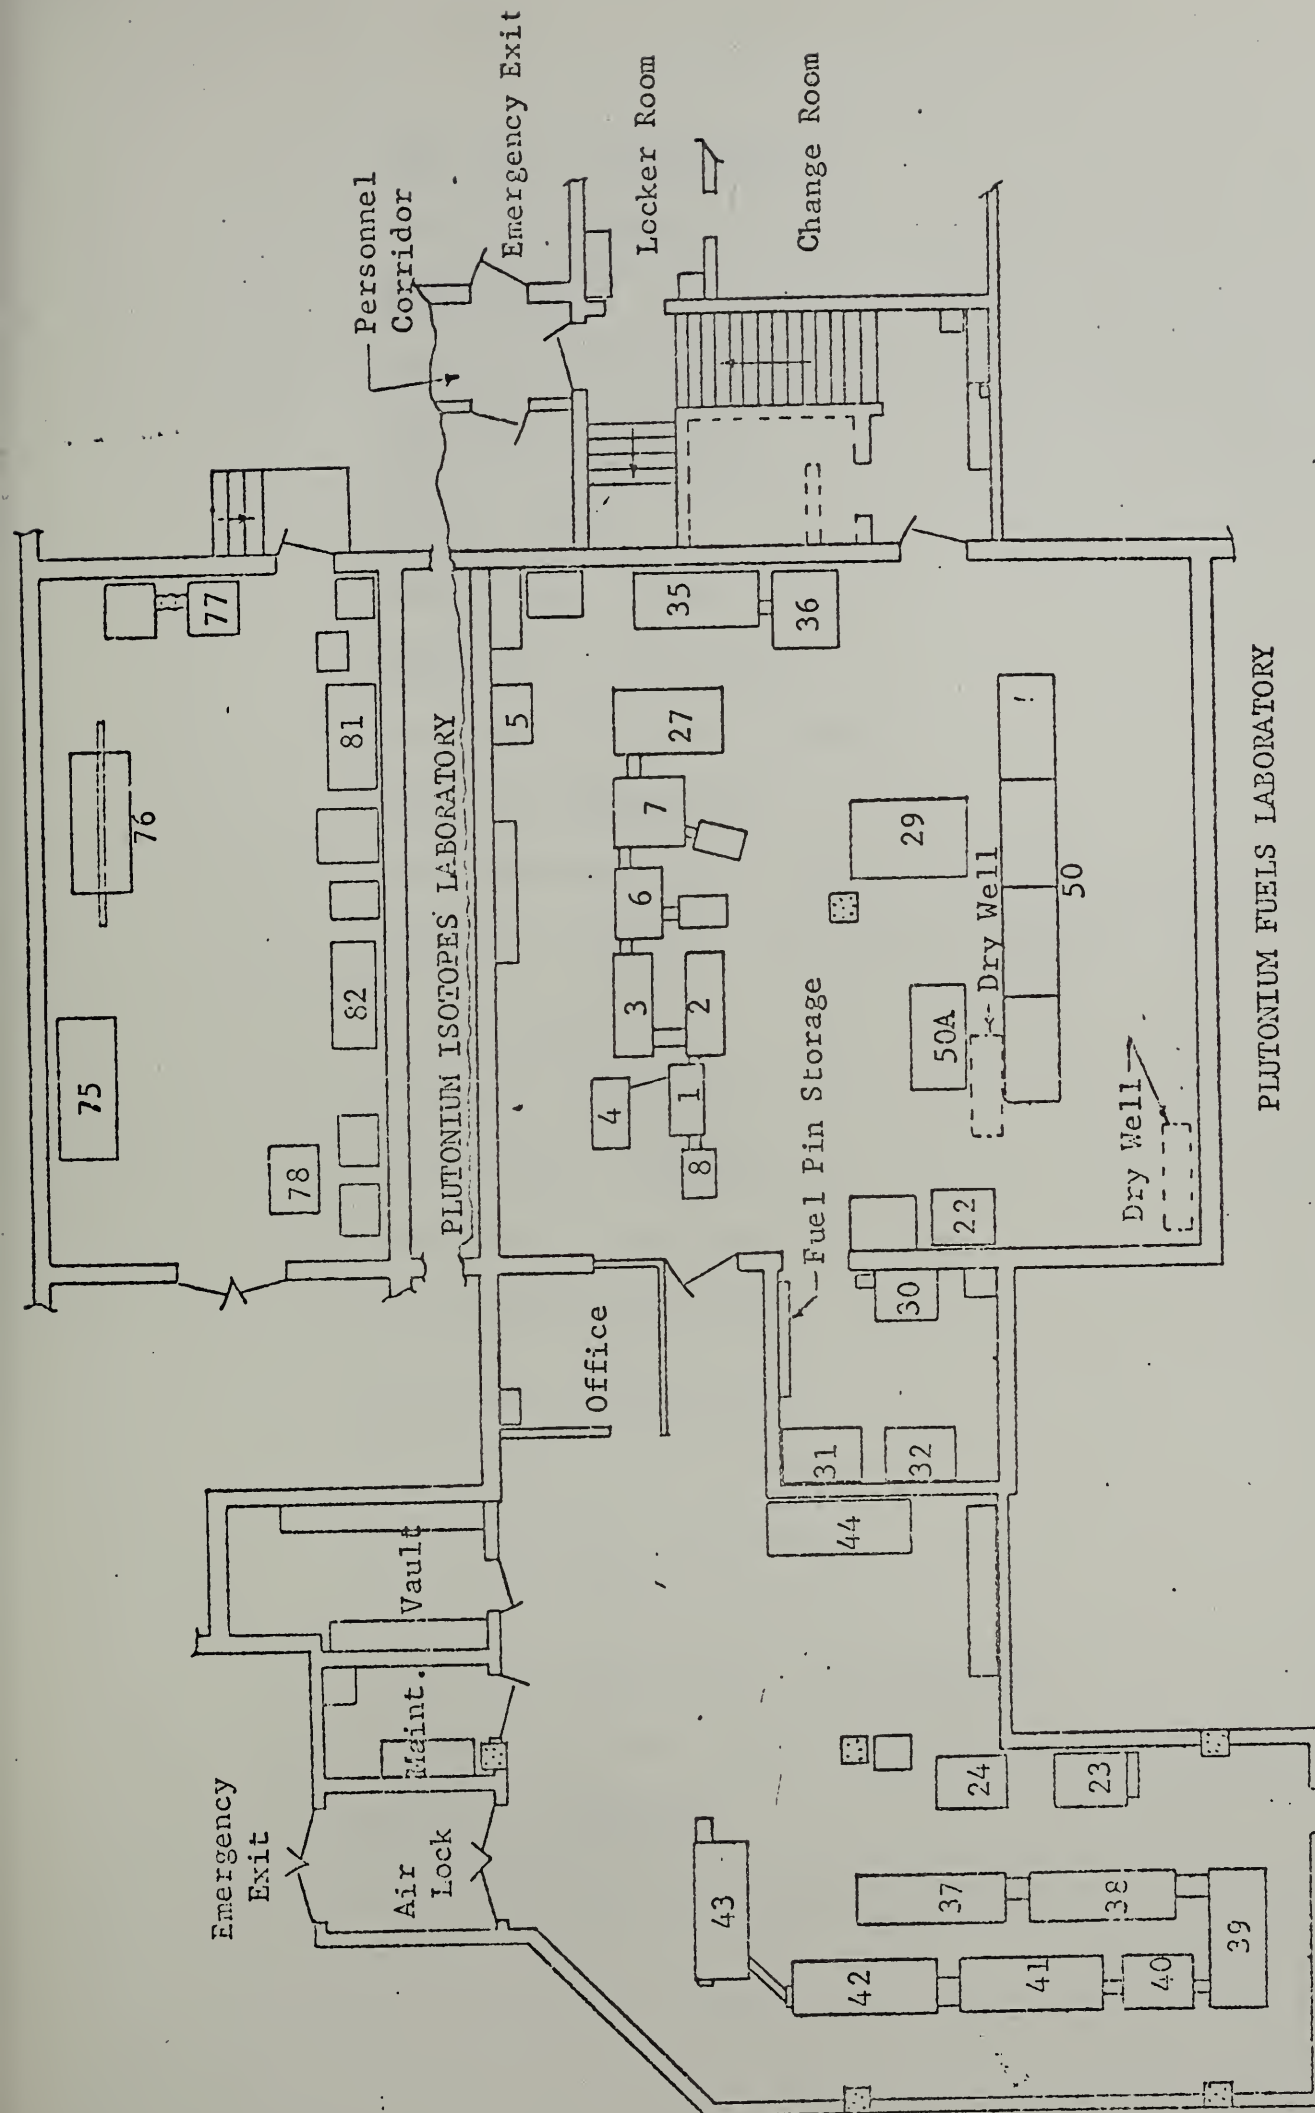 75
76
77
Emergency
Exit
78
82
81
Personnel
Corridor
Air
Lock
Maint.
Vault
PLUTONIUM ISOTOPES LABORATORY
Emergency Exit
5
Office
4
3
6
7
27
35
Locker Room
8
1
2
43
36
Fuel Pin Storage
Change Room
42
44
31
32
30
29
37
24
22
50A
Dry Well
41
38
23
50
40
39
Dry Well
PLUTONIUM FUELS LABORATORY